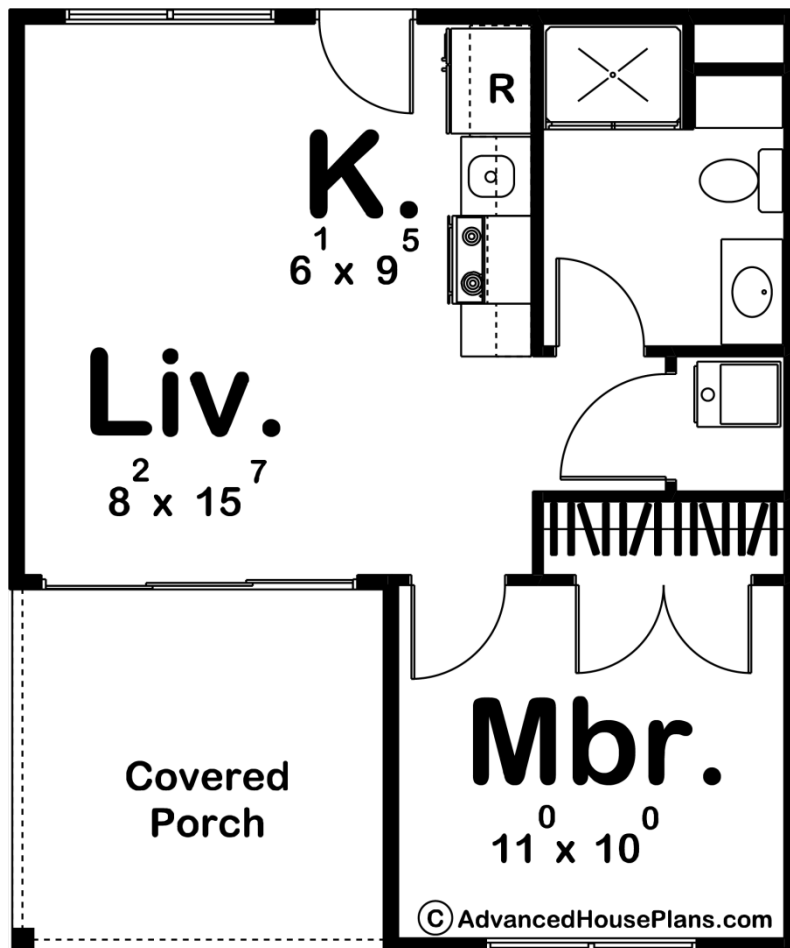 R
K.
6¹ x 9⁵
Liv.
8² x 15⁷
Mbr.
11⁰ x 10⁰
Covered
Porch
© AdvancedHousePlans.com